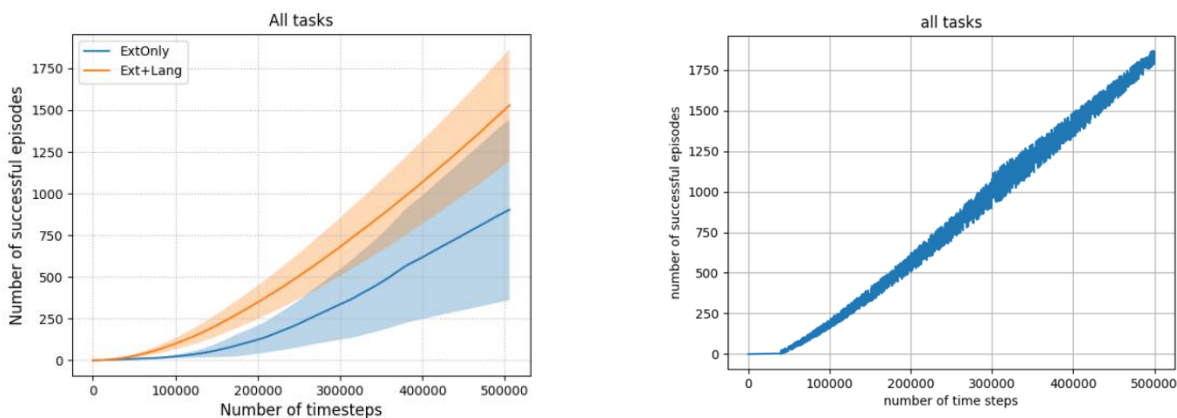 All tasks
ExtOnly
Ext+Lang
Number of successful episodes
1750
1500
1250
1000
750
500
250
0
0 100000 200000 300000 400000 500000
Number of timesteps
all tasks
number of successful episodes
1750
1500
1250
1000
750
500
250
0
0 100000 200000 300000 400000 500000
number of time steps